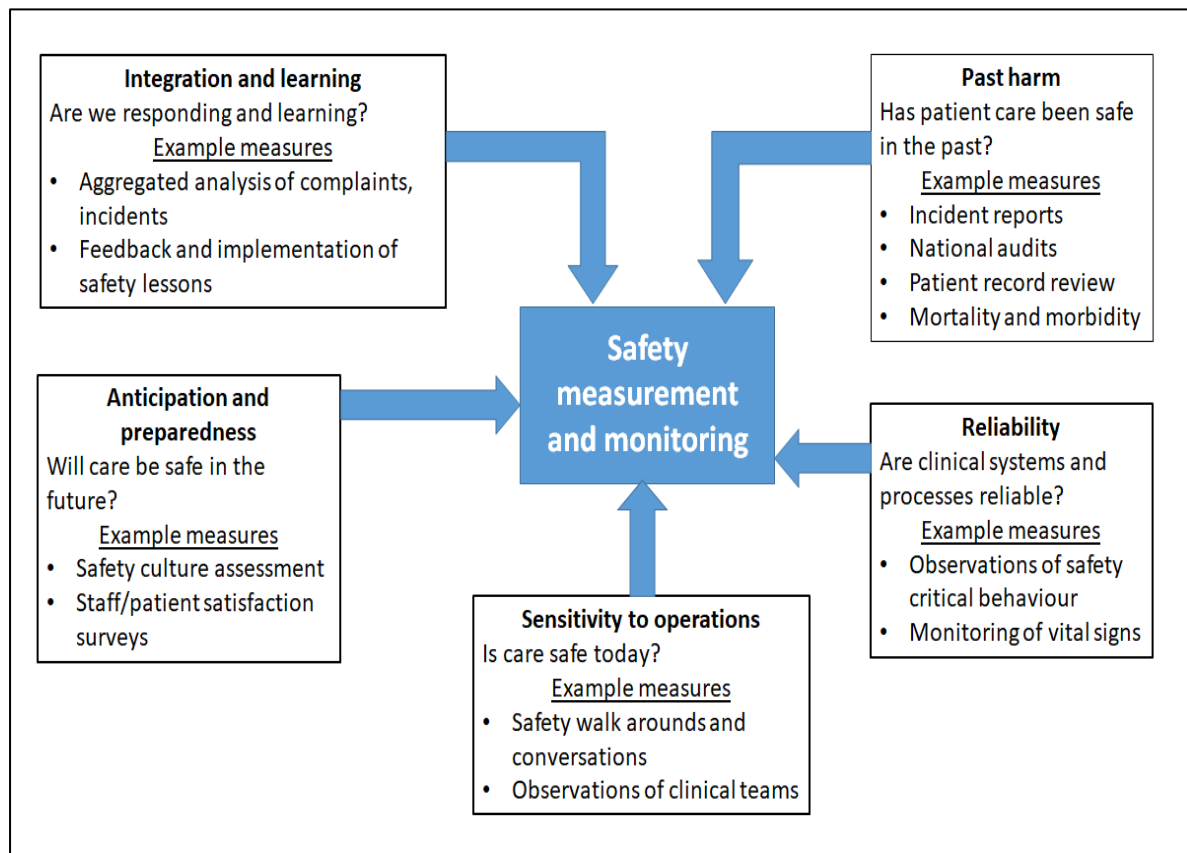 Integration and learning
Are we responding and learning?
Example measures
• Aggregated analysis of complaints,
incidents
• Feedback and implementation of
safety lessons
Past harm
Has patient care been safe
in the past?
Example measures
• Incident reports
• National audits
• Patient record review
• Mortality and morbidity
Safety
measurement
and monitoring
Anticipation and
preparedness
Will care be safe in the
future?
Example measures
• Safety culture assessment
• Staff/patient satisfaction
surveys
Reliability
Are clinical systems and
processes reliable?
Example measures
• Observations of safety
critical behaviour
• Monitoring of vital signs
Sensitivity to operations
Is care safe today?
Example measures
• Safety walk arounds and
conversations
• Observations of clinical teams